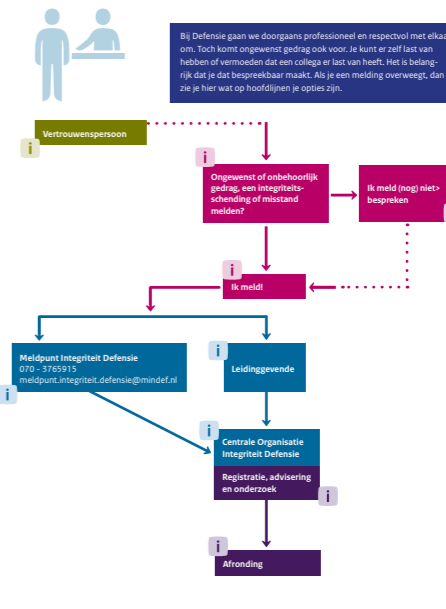 Bij Defensie gaan we doorgaans professioneel en respectvol met elkaa
om. Toch komt ongewenst gedrag ook voor. Je kunt er zelf last van
hebben of vermoeden dat een collega er last van heeft. Het is belang-
rijk dat je dat bespreekbaar maakt. Als je een melding overweegt, dan
zie je hier wat op hoofdlijnen je opties zijn.
Vertrouwenspersoon
i
i
Ongewenst of onbehoorlijk
gedrag, een integriteits-
schending of misstand
melden?
Ik meld (nog) niet>
bespreken
i
Ik meld!
Meldpunt Integriteit Defensie
070 - 3765915
meldpunt.integriteit.defensie@mindef.nl
i
i
Leidinggevende
i
Centrale Organisatie
Integriteit Defensie
Registratie, advisering
en onderzoek
i
i
Afronding